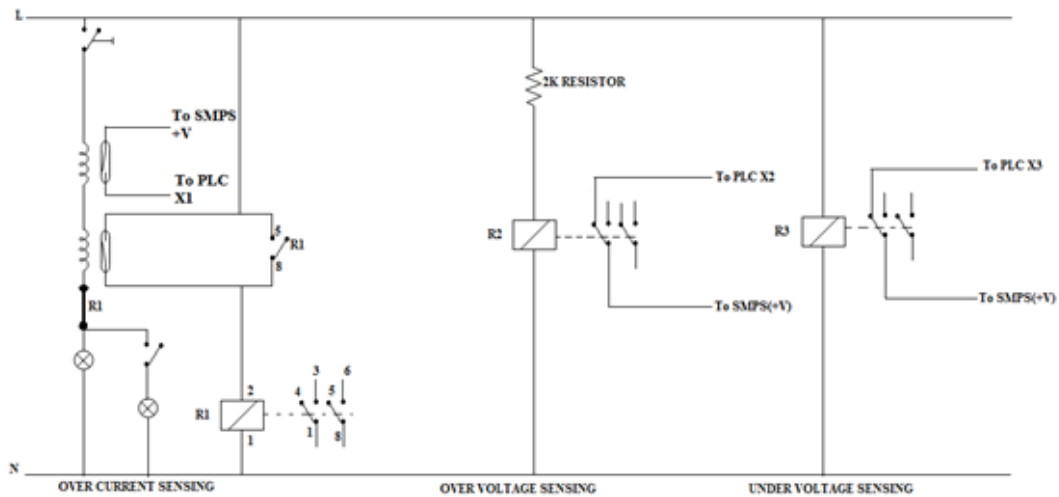 L
2K RESISTOR
To SMPS
+V
To PLC
X1
To PLC X2
To PLC X3
5
R1
8
R2
R3
R1
To SMPS(+V)
To SMPS(+V)
3 6
2 4 5
R1
1 1 8
N
OVER CURRENT SENSING OVER VOLTAGE SENSING UNDER VOLTAGE SENSING